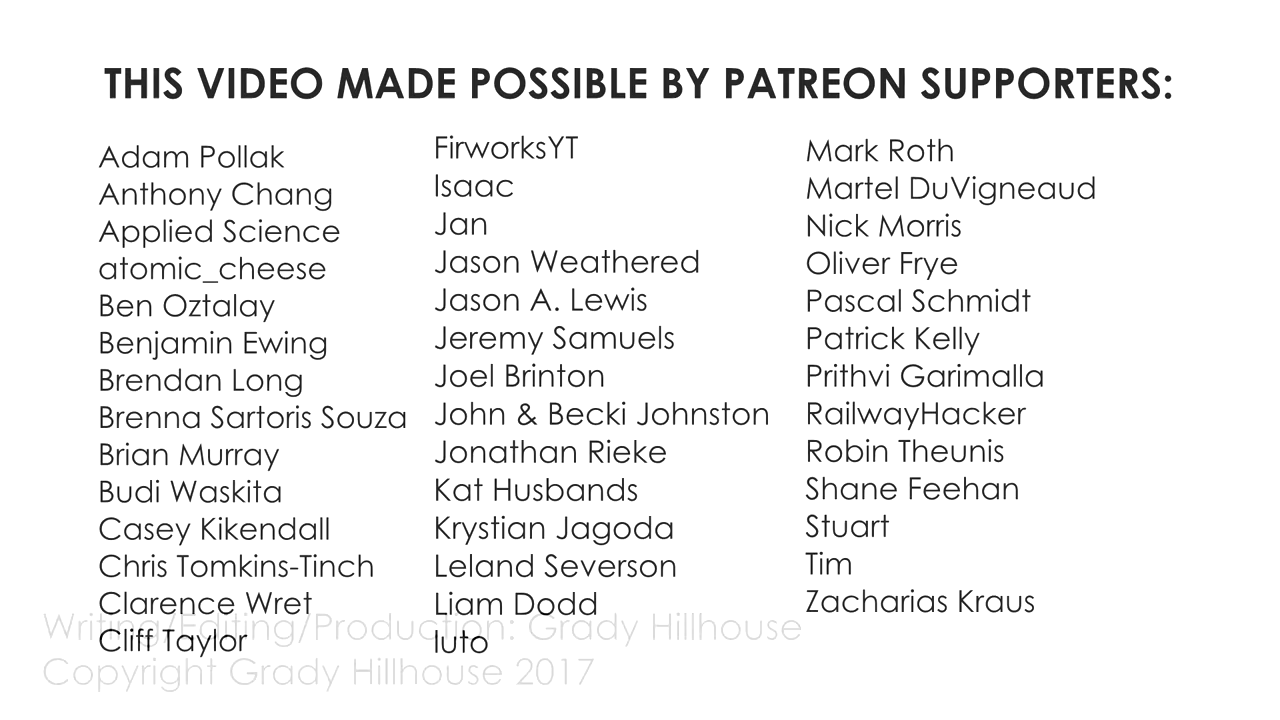 THIS VIDEO MADE POSSIBLE BY PATREON SUPPORTERS:
Adam Pollak
Anthony Chang
Applied Science
atomic_cheese
Ben Oztalay
Benjamin Ewing
Brendan Long
Brenna Sartoris Souza
Brian Murray
Budi Waskita
Casey Kikendall
Chris Tomkins-Tinch
Clarence Wret
Cliff Taylor
FirworksYT
Isaac
Jan
Jason Weathered
Jason A. Lewis
Jeremy Samuels
Joel Brinton
John & Becki Johnston
Jonathan Rieke
Kat Husbands
Krystian Jagoda
Leland Severson
Liam Dodd
luto
Mark Roth
Martel DuVigneaud
Nick Morris
Oliver Frye
Pascal Schmidt
Patrick Kelly
Prithvi Garimalla
RailwayHacker
Robin Theunis
Shane Feehan
Stuart
Tim
Zacharias Kraus
Writing/Editing/Production: Grady Hillhouse
Copyright Grady Hillhouse 2017